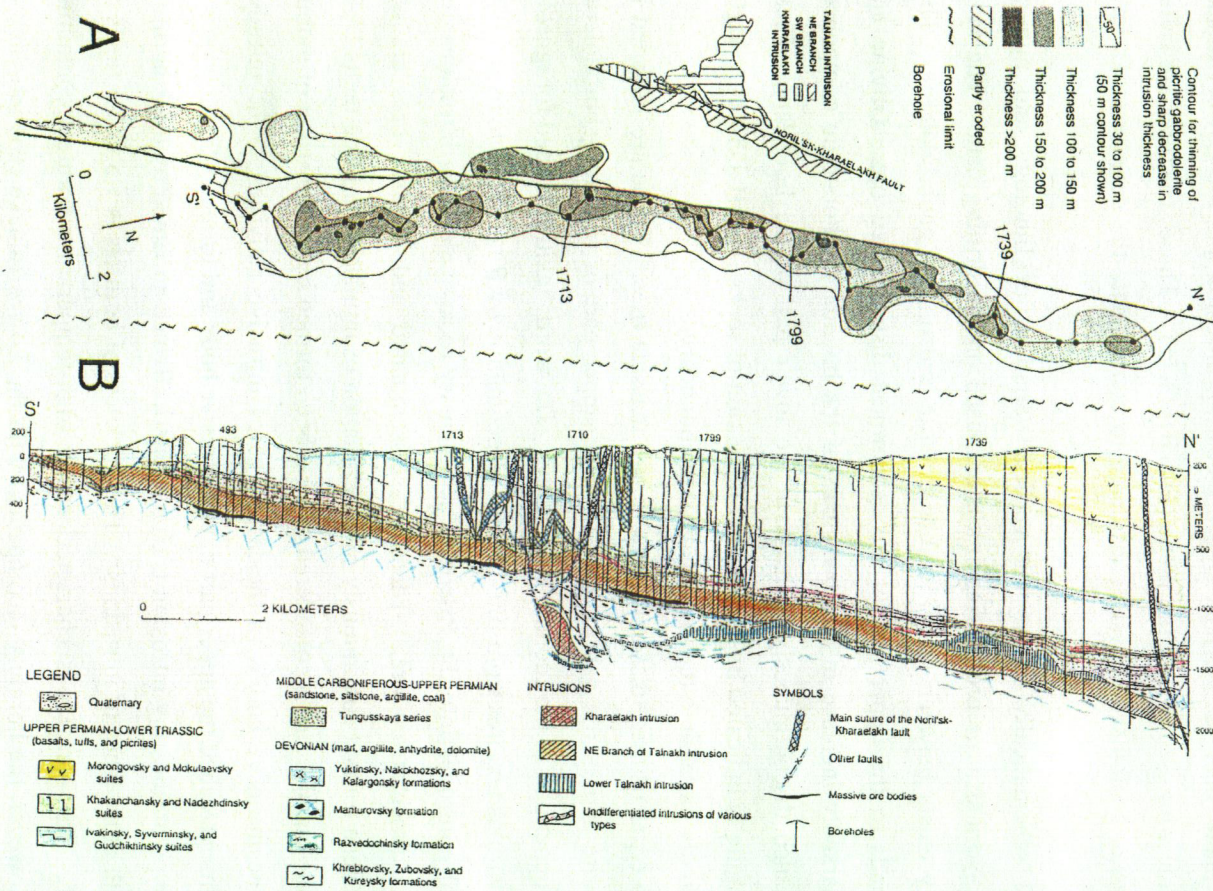 A
Contour for thinning of
picritic gabbrodolerite
and sharp decrease in
intrusion thickness
Thickness 30 to 100 m
(50 m contour shown)
50
Thickness 100 to 150 m
Thickness 150 to 200 m
Thickness >200 m
Partly eroded
Erosional limit
Borehole
TALNAKH INTRUSION
NE BRANCH
SW BRANCH
KHARAELAKH
INTRUSION
NORIL'SK-KHARAELAKH FAULT
S'
N'
1713
1799
1739
0
2
Kilometers
N
B
S'
N'
493
1713
1710
1799
1739
200
0
200
400
200
0
METERS
-500
-1000
-1500
2000
0
2 KILOMETERS
LEGEND
Quaternary
UPPER PERMIAN-LOWER TRIASSIC
(basalts, tuffs, and picrites)
Morongovsky and Mokulaevsky
suites
Khakanchansky and Nadezhdinsky
suites
Ivakinsky, Syverminsky, and
Gudchikhinsky suites
MIDDLE CARBONIFEROUS-UPPER PERMIAN
(sandstone, siltstone, argillite, coal)
Tungusskaya series
DEVONIAN (marl, argillite, anhydrite, dolomite)
Yuktinsky, Nakokhozsky, and
Kalargonsky formations
Manturovsky formation
Razvedochinsky formation
Khrebtovsky, Zubovsky, and
Kureysky formations
INTRUSIONS
Kharaelakh intrusion
NE Branch of Talnakh intrusion
Lower Talnakh intrusion
Undifferentiated intrusions of various
types
SYMBOLS
Main suture of the Noril'sk-
Kharaelakh fault
Other faults
Massive ore bodies
Boreholes